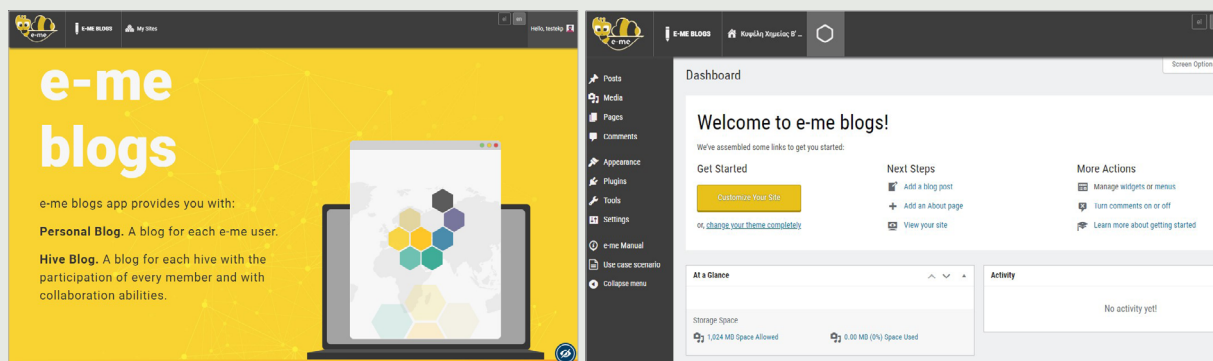 e-me
E-ME BLOGS
My Sites
el
en
Hello, testekp
e-me
blogs
e-me blogs app provides you with:
Personal Blog. A blog for each e-me user.
Hive Blog. A blog for each hive with the
participation of every member and with
collaboration abilities.
e-me
E-ME BLOGS
Κυψέλη Χημείας Β' ...
el
Screen Option
Posts
Media
Pages
Comments
Appearance
Plugins
Tools
Settings
e-me Manual
Use case scenario
Collapse menu
Dashboard
Welcome to e-me blogs!
We've assembled some links to get you started:
Get Started
Customize Your Site
or, change your theme completely
Next Steps
Add a blog post
Add an About page
View your site
More Actions
Manage widgets or menus
Turn comments on or off
Learn more about getting started
At a Glance
Storage Space
1,024 MB Space Allowed
0.00 MB (0%) Space Used
Activity
No activity yet!